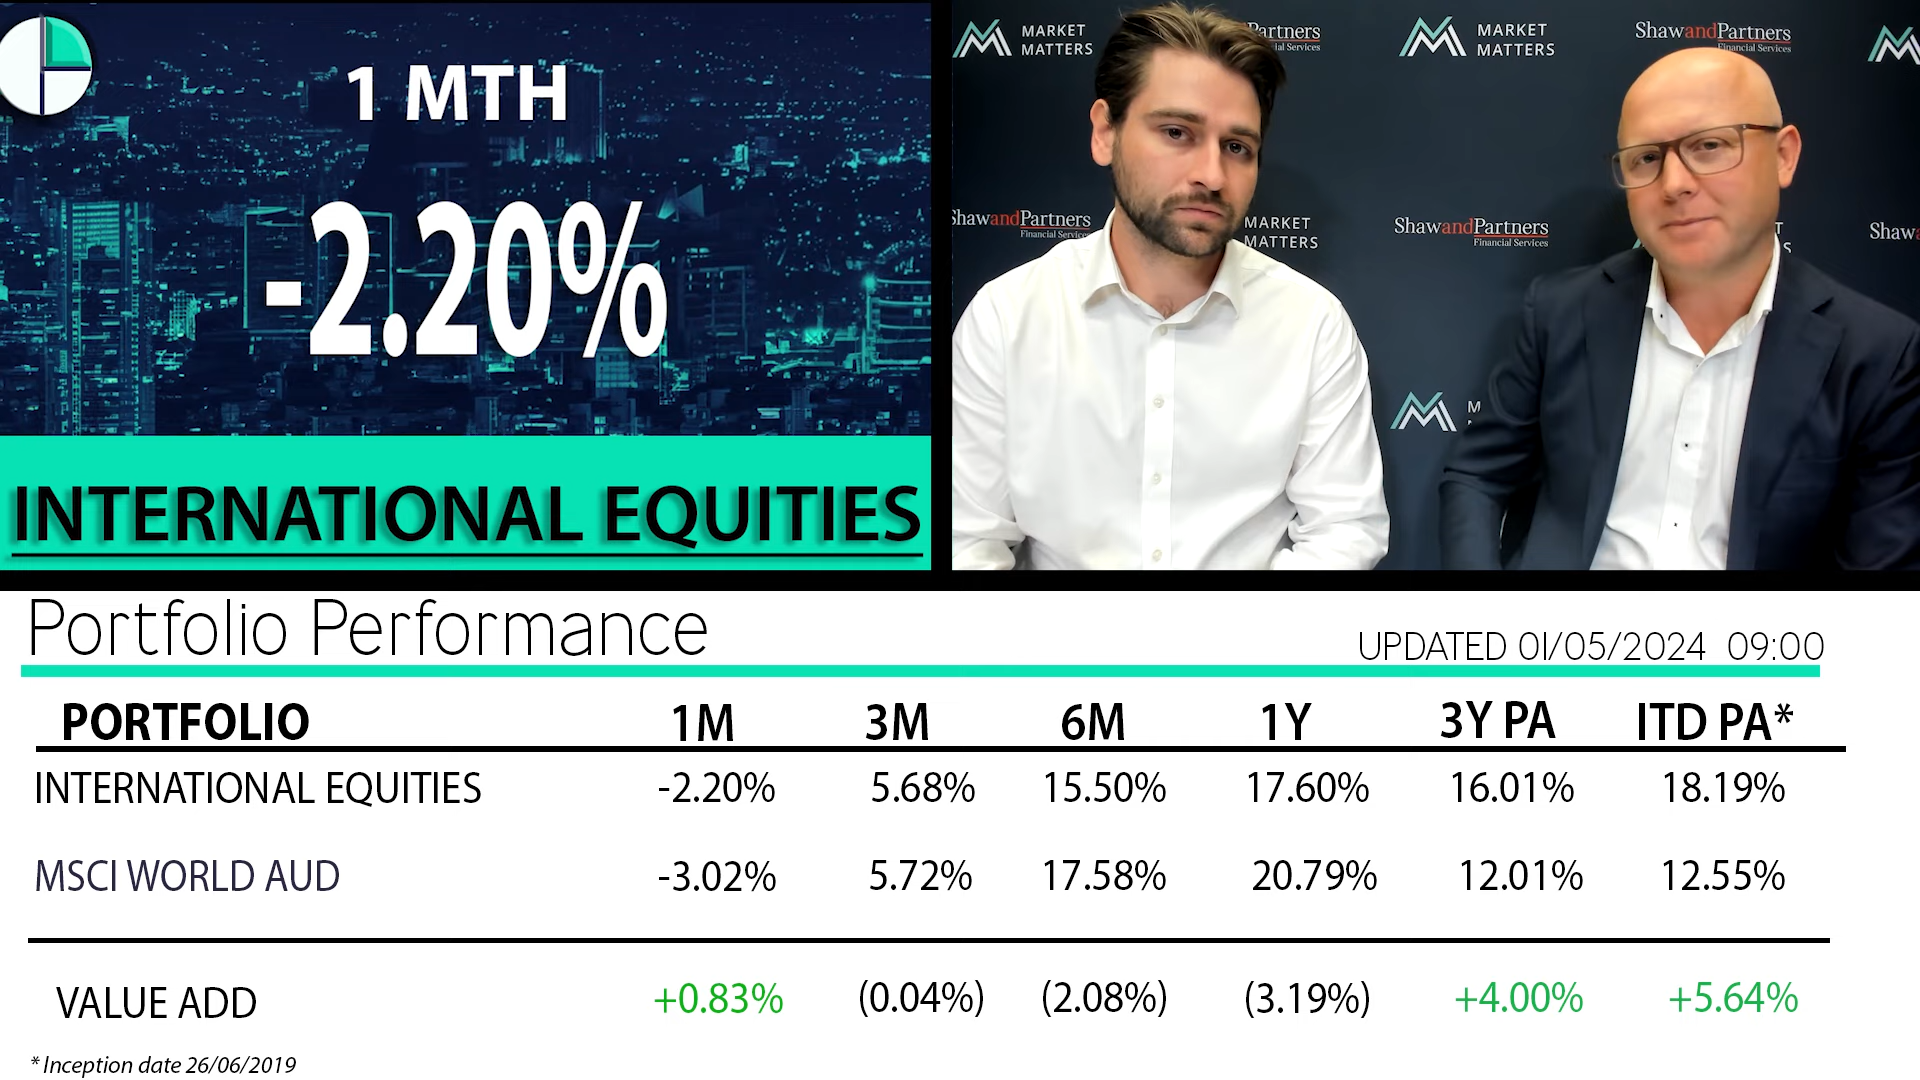 1 MTH
-2.20%
INTERNATIONAL EQUITIES
MARKET
MATTERS
Partners
ial Services
MARKET
MATTERS
ShawandPartners
Financial Services
ShawandPartners
Financial Services
MARKET
MATTERS
ShawandPartners
Financial Services
T
S
Shawa
M
Portfolio Performance
UPDATED 01/05/2024 09:00
PORTFOLIO 1M 3M 6M 1Y 3Y PA ITD PA*
INTERNATIONAL EQUITIES -2.20% 5.68% 15.50% 17.60% 16.01% 18.19%
MSCI WORLD AUD -3.02% 5.72% 17.58% 20.79% 12.01% 12.55%
VALUE ADD +0.83% (0.04%) (2.08%) (3.19%) +4.00% +5.64%
* Inception date 26/06/2019